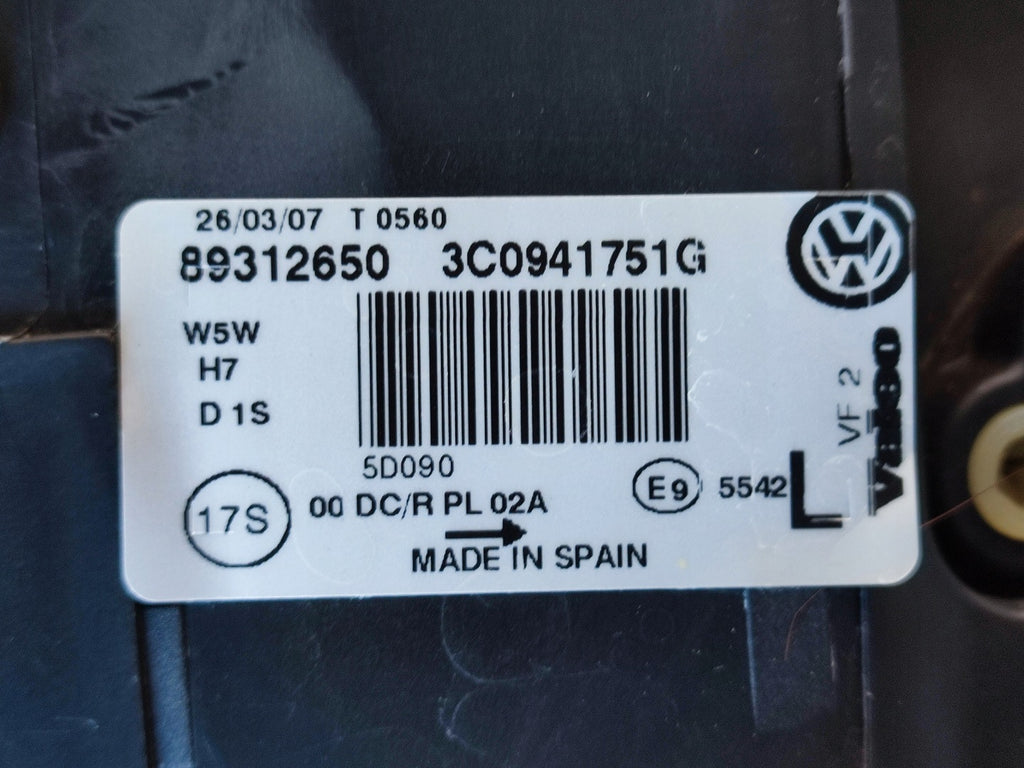 26/03/07 T 0560
89312650 3C0941751G
W5W
H7
D 1S
5D090
17S
00 DC/R PL 02A
E9 5542
L
VF 2
Valeo
MADE IN SPAIN